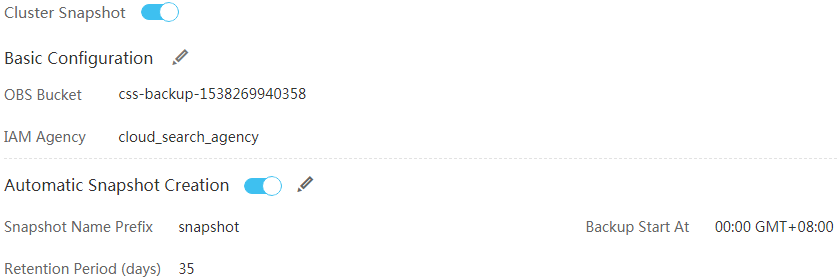 Cluster Snapshot
Basic Configuration
OBS Bucket css-backup-1538269940358
IAM Agency cloud_search_agency
Automatic Snapshot Creation
Snapshot Name Prefix snapshot Backup Start At 00:00 GMT+08:00
Retention Period (days) 35